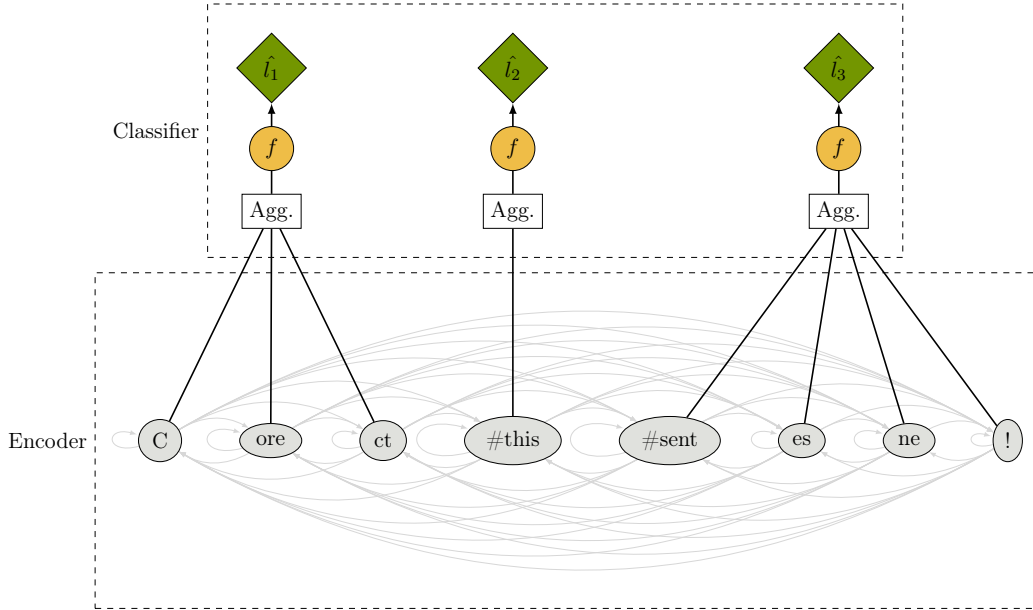 l̂₁ l̂₂ l̂₃
Classifier
f f f
Agg. Agg. Agg.
Encoder
C ore ct #this #sent es ne !